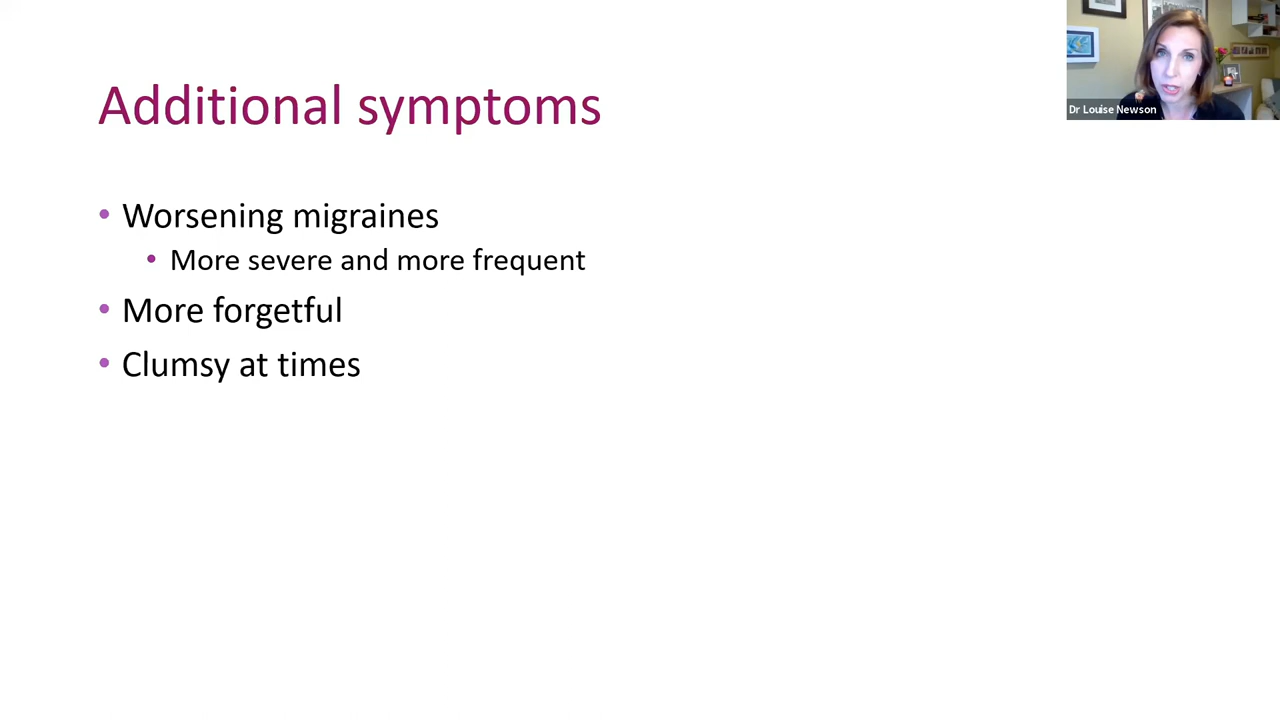 Additional symptoms
Dr Louise Newson
• Worsening migraines
• More severe and more frequent
• More forgetful
• Clumsy at times